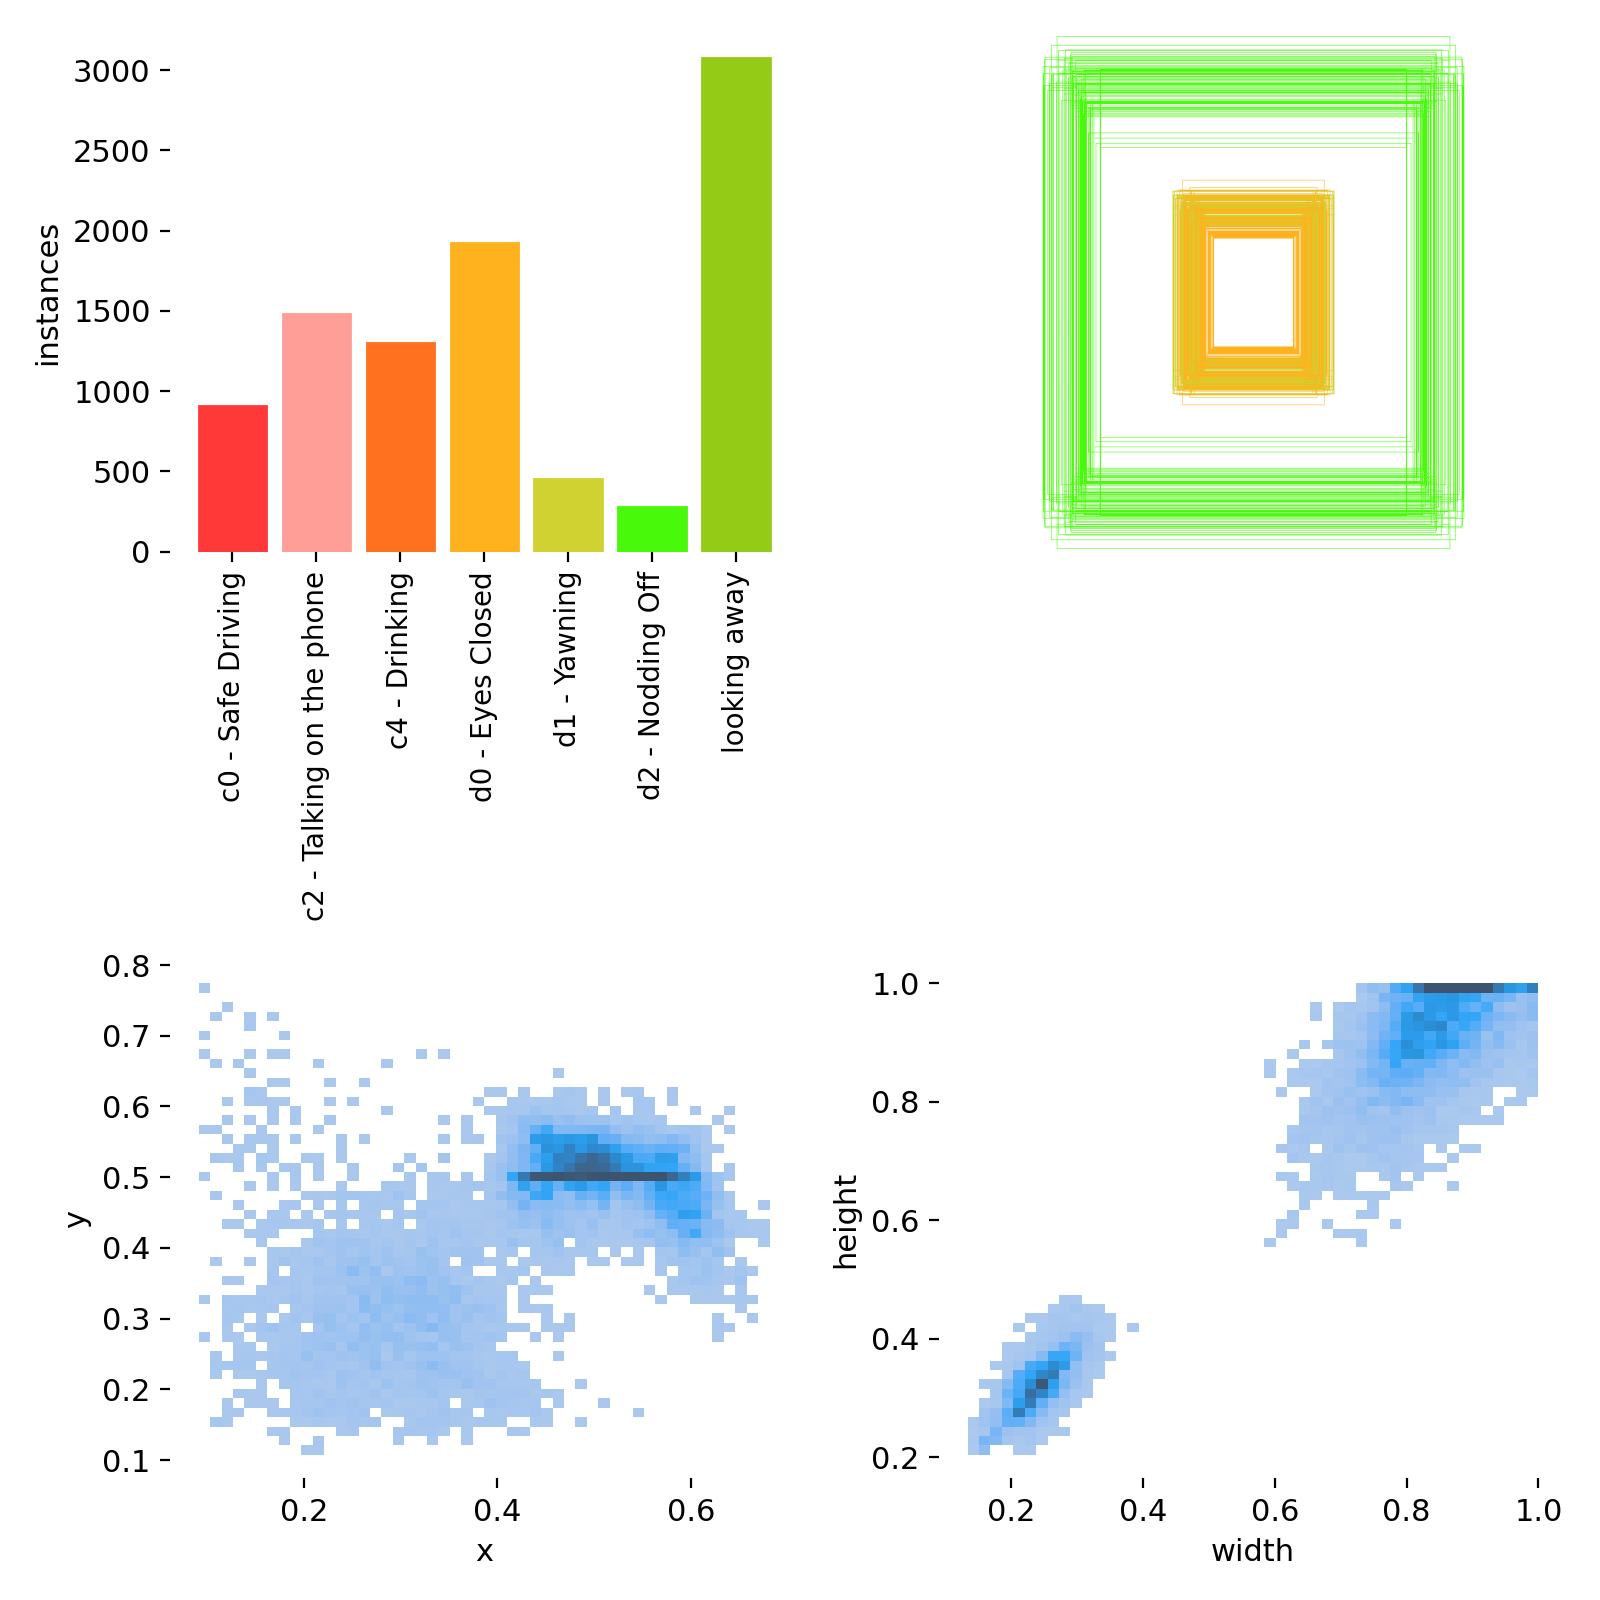 3000
2500
2000
1500
1000
500
0
instances
c0 - Safe Driving
c2 - Talking on the phone
c4 - Drinking
d0 - Eyes Closed
d1 - Yawning
d2 - Nodding Off
looking away
0.8
0.7
0.6
0.5
0.4
0.3
0.2
0.1
y
0.2
0.4
0.6
x
1.0
0.8
0.6
0.4
0.2
height
0.2
0.4
0.6
0.8
1.0
width